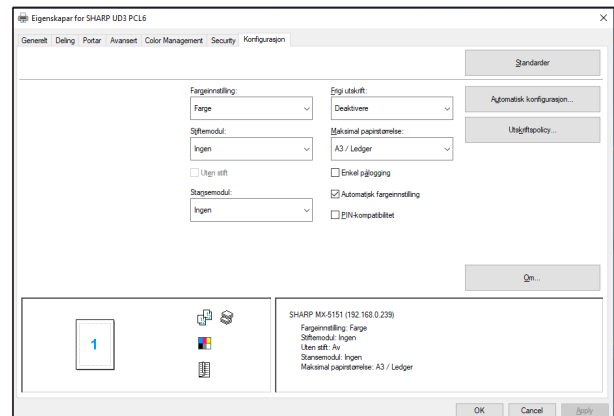 Eigenskapar for SHARP UD3 PCL6
Generelt Deling Portar Avansert Color Management Security Konfigurasjon
Standarder
Fargeinnstilling: Frigi utskrift:
Farge Deaktivere Automatisk konfigurasjon...
Stiftemodul: Maksimal papirstørrelse: Utskriftspolicy...
Ingen A3 / Ledger
Uten stift Enkel pålogging
Stansemodul: Automatisk fargeinnstilling
Ingen PIN-kompatibilitet
Om...
1
SHARP MX-5151 (192.168.0.239)
Fargeinnstilling: Farge
Stiftemodul: Ingen
Uten stift: Av
Stansemodul: Ingen
Maksimal papirstørrelse: A3 / Ledger
OK Cancel Apply